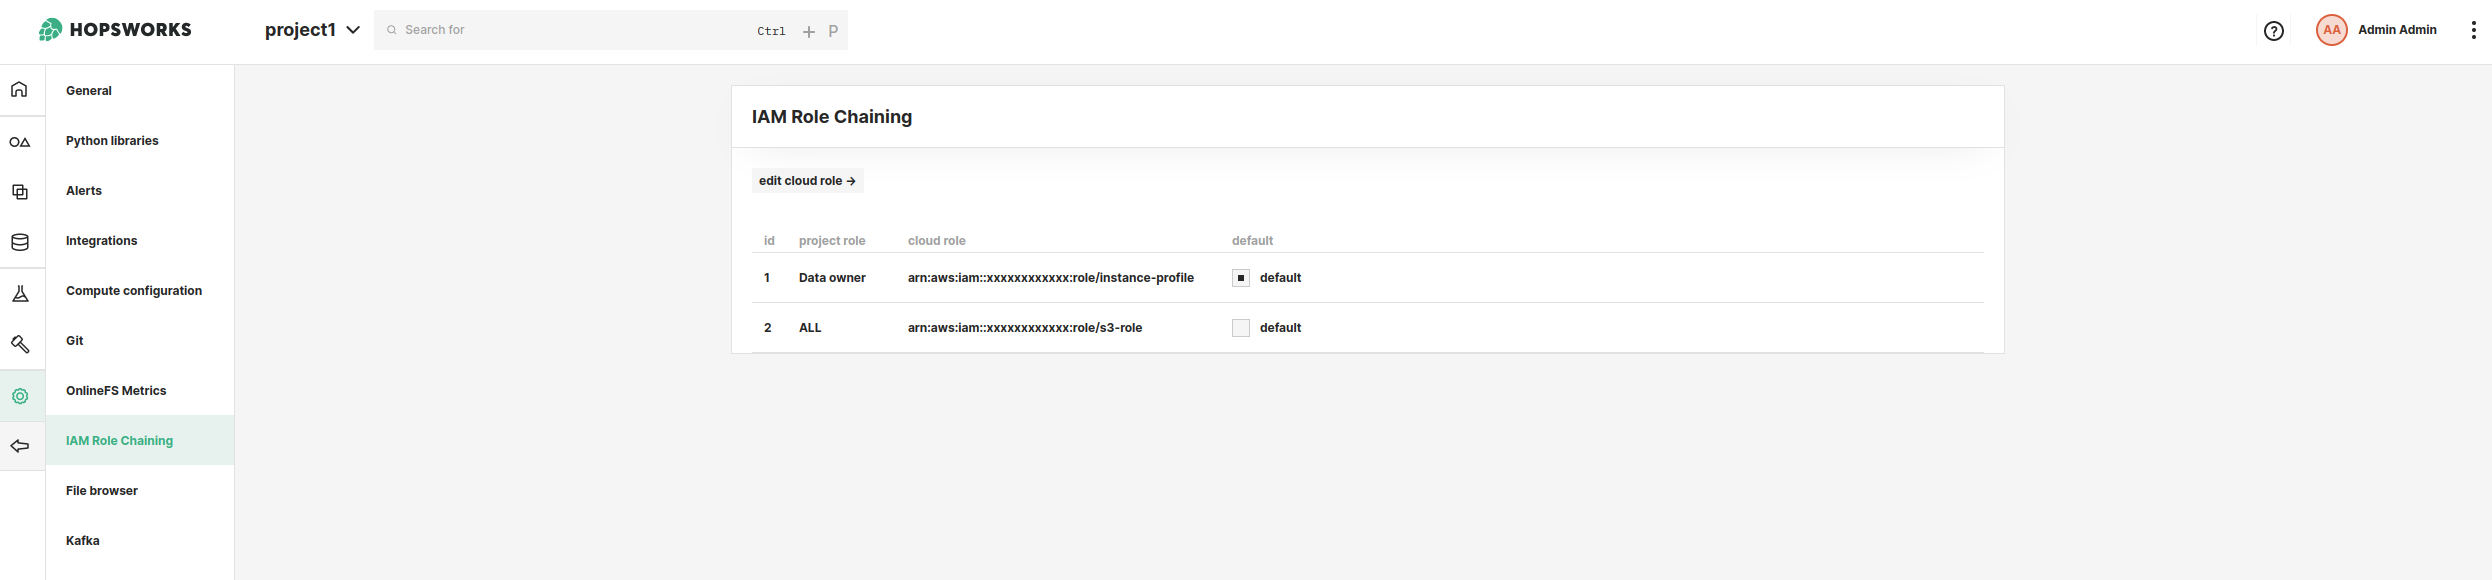 HOPSWORKS
project1
Search for
Ctrl + P
?
AA
Admin Admin
General
Python libraries
Alerts
Integrations
Compute configuration
Git
OnlineFS Metrics
IAM Role Chaining
File browser
Kafka
IAM Role Chaining
edit cloud role →
id project role cloud role default
1 Data owner arn:aws:iam::xxxxxxxxxxxx:role/instance-profile default
2 ALL arn:aws:iam::xxxxxxxxxxxx:role/s3-role default